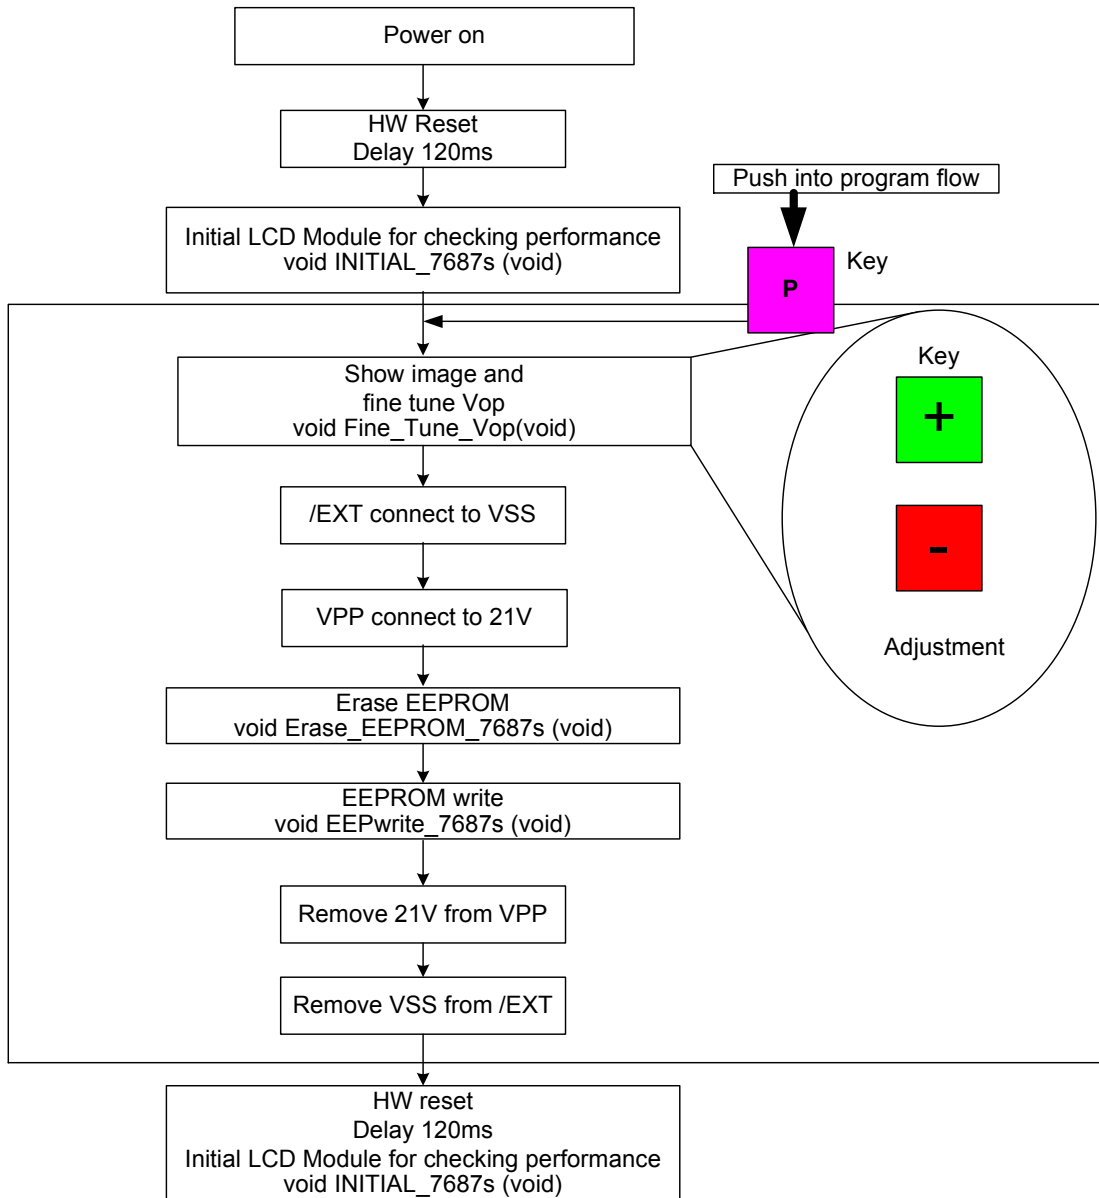 Power on
HW Reset
Delay 120ms
Push into program flow
Initial LCD Module for checking performance
void INITIAL_7687s (void)
P
Key
Show image and
fine tune Vop
void Fine_Tune_Vop(void)
Key
+
-
Adjustment
/EXT connect to VSS
VPP connect to 21V
Erase EEPROM
void Erase_EEPROM_7687s (void)
EEPROM write
void EEPwrite_7687s (void)
Remove 21V from VPP
Remove VSS from /EXT
HW reset
Delay 120ms
Initial LCD Module for checking performance
void INITIAL_7687s (void)